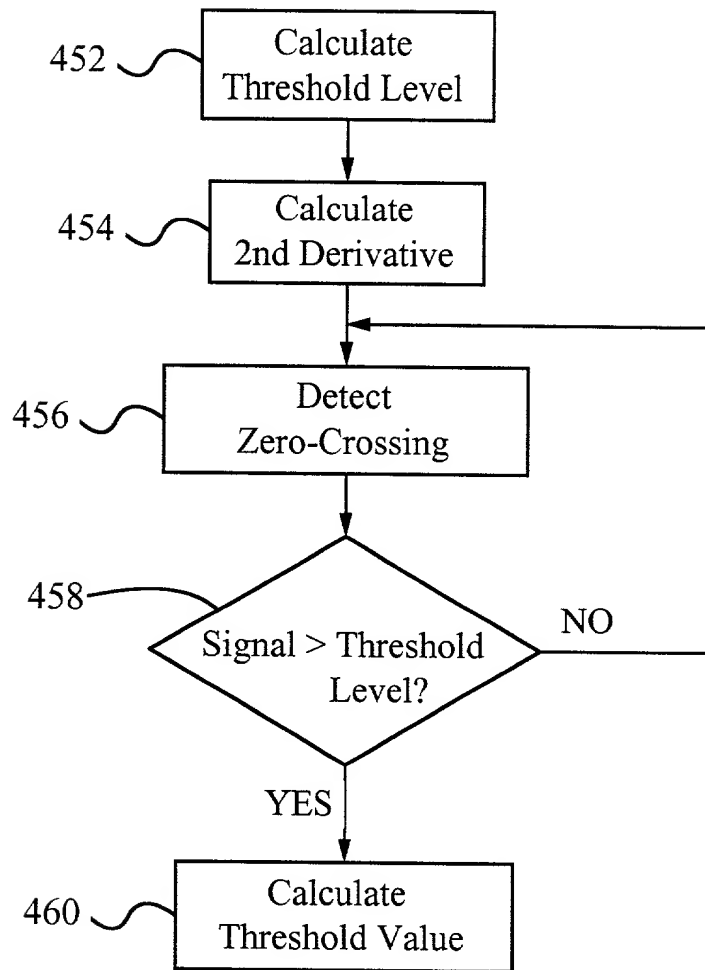 452
Calculate
Threshold Level
454
Calculate
2nd Derivative
456
Detect
Zero-Crossing
458
Signal > Threshold
Level?
NO
YES
460
Calculate
Threshold Value